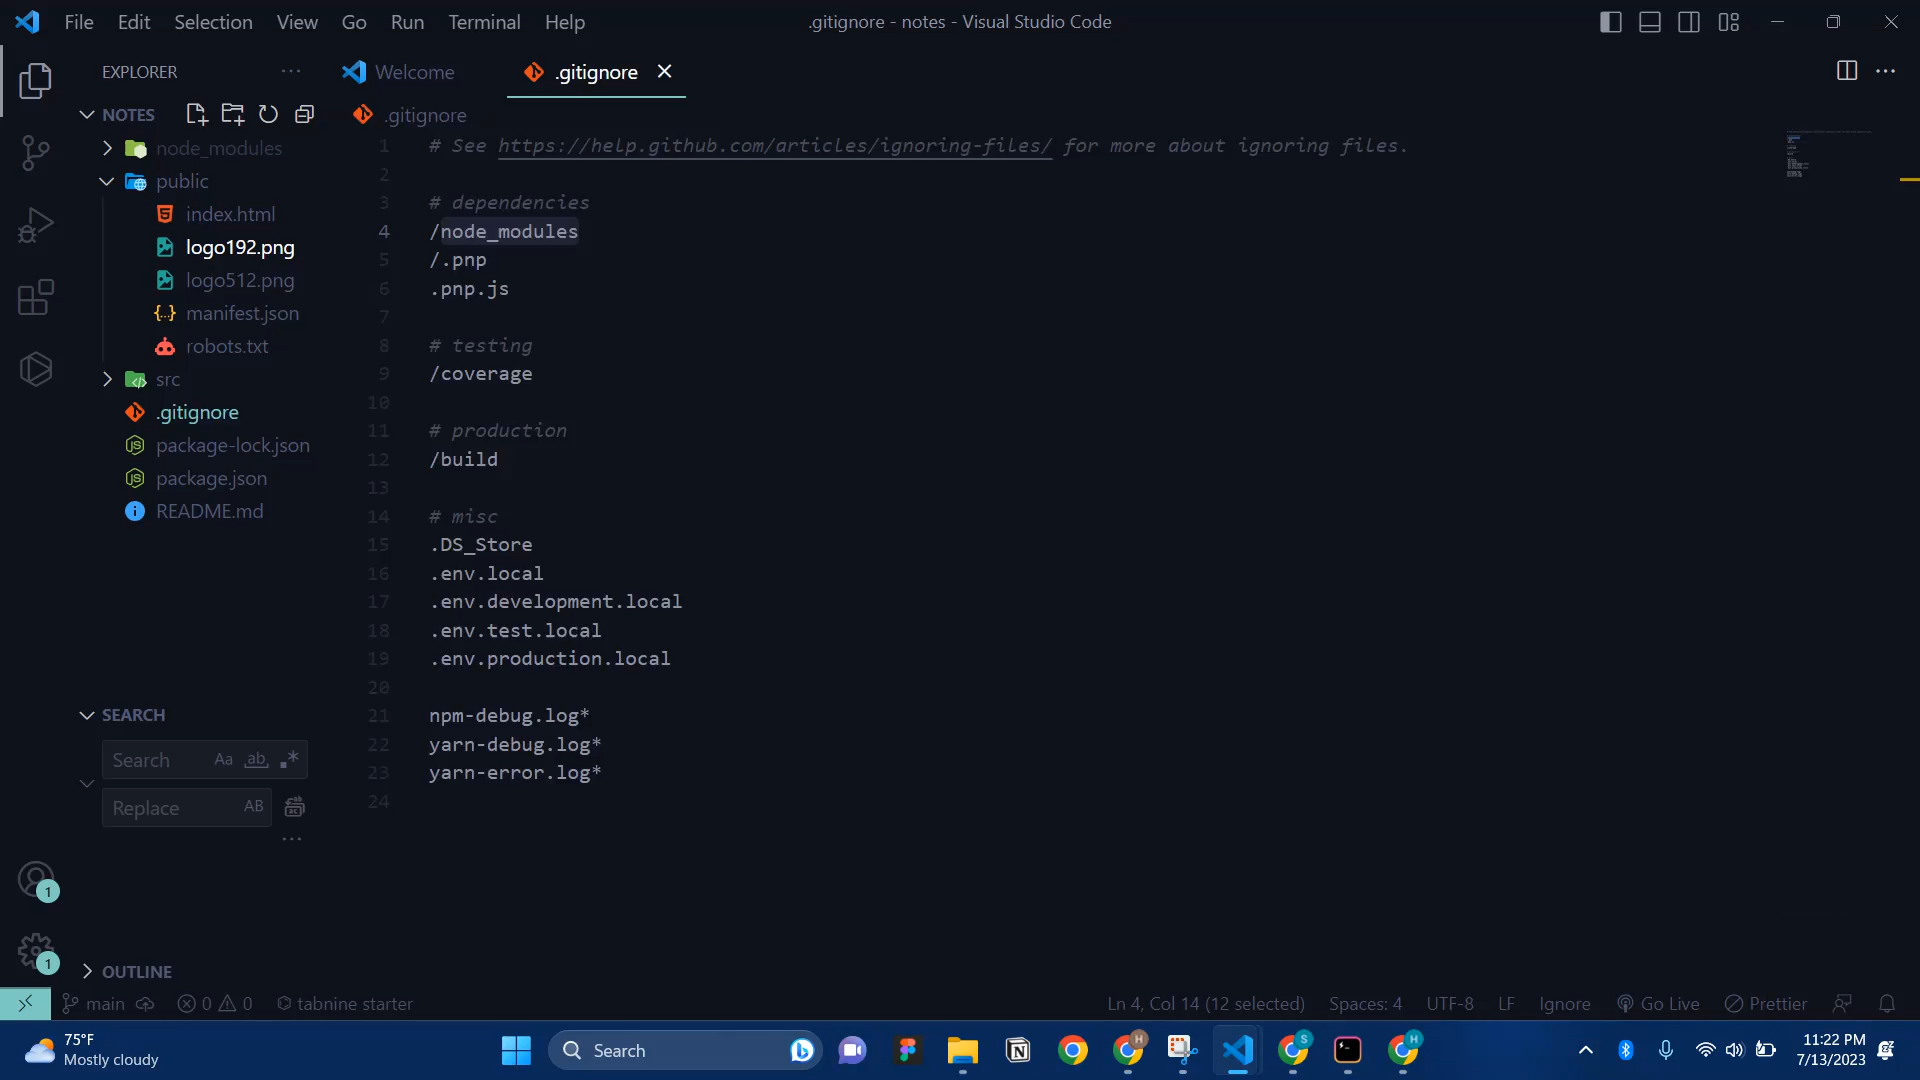 File Edit Selection View Go Run Terminal Help
.gitignore - notes - Visual Studio Code
EXPLORER
Welcome
.gitignore
NOTES
.gitignore
node_modules
public
index.html
logo192.png
logo512.png
manifest.json
robots.txt
src
.gitignore
package-lock.json
package.json
README.md
1 # See https://help.github.com/articles/ignoring-files/ for more about ignoring files.
2
3 # dependencies
4 /node_modules
5 /.pnp
6 .pnp.js
7
8 # testing
9 /coverage
10
11 # production
12 /build
13
14 # misc
15 .DS_Store
16 .env.local
17 .env.development.local
18 .env.test.local
19 .env.production.local
20
21 npm-debug.log*
22 yarn-debug.log*
23 yarn-error.log*
24
SEARCH
Search Aa ab .*
Replace AB
1
1
OUTLINE
main 0 0 tabnine starter
Ln 4, Col 14 (12 selected) Spaces: 4 UTF-8 LF Ignore Go Live Prettier
75°F
Mostly cloudy
Search
H
S
H
11:22 PM
7/13/2023